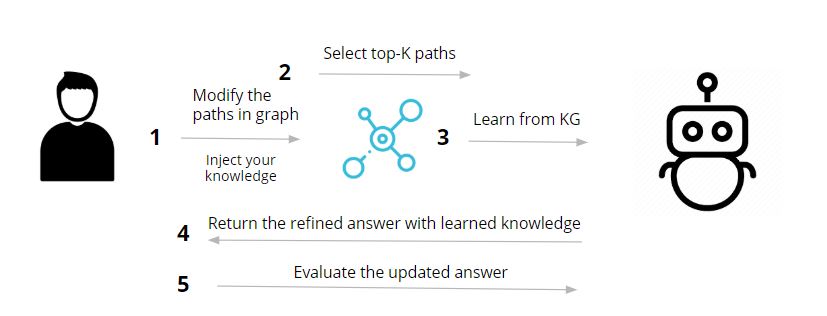 2
Select top-K paths
1
Modify the
paths in graph
Inject your
knowledge
3
Learn from KG
4
Return the refined answer with learned knowledge
5
Evaluate the updated answer